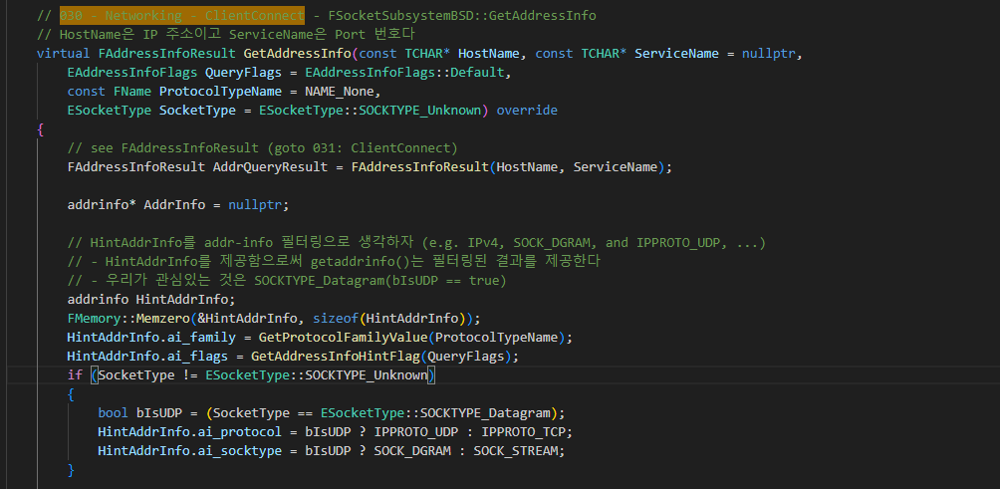 // 030 - Networking - ClientConnect - FSocketSubsystemBSD::GetAddressInfo
// HostName은 IP 주소이고 ServiceName은 Port 번호다
virtual FAddressInfoResult GetAddressInfo(const TCHAR* HostName, const TCHAR* ServiceName = nullptr,
    EAddressInfoFlags QueryFlags = EAddressInfoFlags::Default,
    const FName ProtocolTypeName = NAME_None,
    ESocketType SocketType = ESocketType::SOCKTYPE_Unknown) override
{
    // see FAddressInfoResult (goto 031: ClientConnect)
    FAddressInfoResult AddrQueryResult = FAddressInfoResult(HostName, ServiceName);
    addrinfo* AddrInfo = nullptr;
    // HintAddrInfo를 addr-info 필터링으로 생각하자 (e.g. IPv4, SOCK_DGRAM, and IPPROTO_UDP, ...)
    // - HintAddrInfo를 제공함으로써 getaddrinfo()는 필터링된 결과를 제공한다
    // - 우리가 관심있는 것은 SOCKTYPE_Datagram(bIsUDP == true)
    addrinfo HintAddrInfo;
    FMemory::Memzero(&HintAddrInfo, sizeof(HintAddrInfo));
    HintAddrInfo.ai_family = GetProtocolFamilyValue(ProtocolTypeName);
    HintAddrInfo.ai_flags = GetAddressInfoHintFlag(QueryFlags);
    if (SocketType != ESocketType::SOCKTYPE_Unknown)
    {
        bool bIsUDP = (SocketType == ESocketType::SOCKTYPE_Datagram);
        HintAddrInfo.ai_protocol = bIsUDP ? IPPROTO_UDP : IPPROTO_TCP;
        HintAddrInfo.ai_socktype = bIsUDP ? SOCK_DGRAM : SOCK_STREAM;
    }